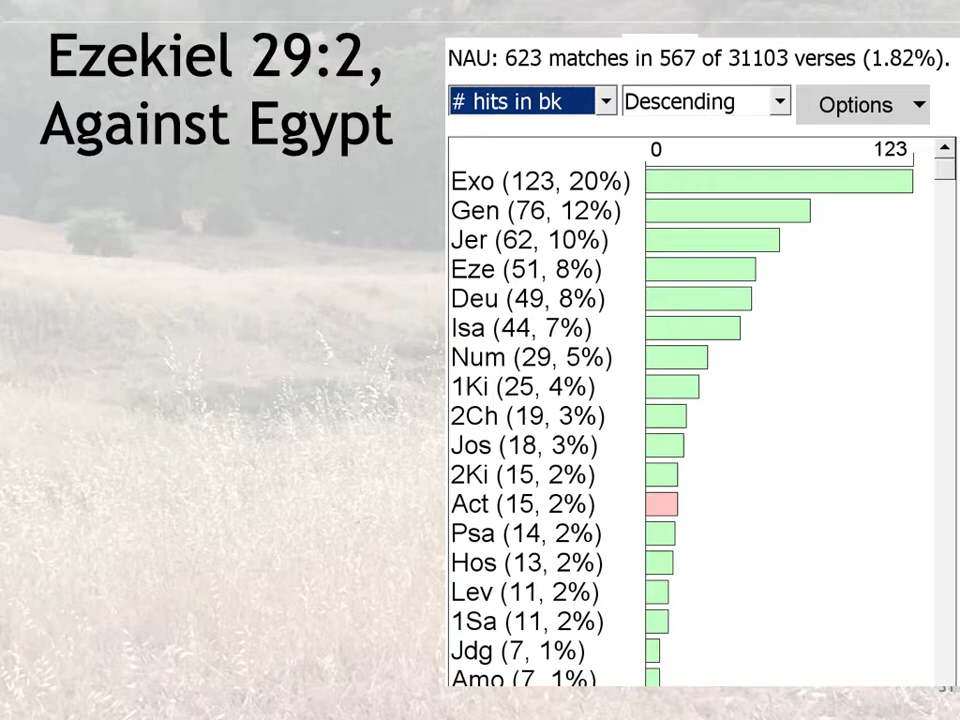 Ezekiel 29:2,
Against Egypt
NAU: 623 matches in 567 of 31103 verses (1.82%).
# hits in bk
Descending
Options
0 123
Exo (123, 20%)
Gen (76, 12%)
Jer (62, 10%)
Eze (51, 8%)
Deu (49, 8%)
Isa (44, 7%)
Num (29, 5%)
1Ki (25, 4%)
2Ch (19, 3%)
Jos (18, 3%)
2Ki (15, 2%)
Act (15, 2%)
Psa (14, 2%)
Hos (13, 2%)
Lev (11, 2%)
1Sa (11, 2%)
Jdg (7, 1%)
Amo (7, 1%)